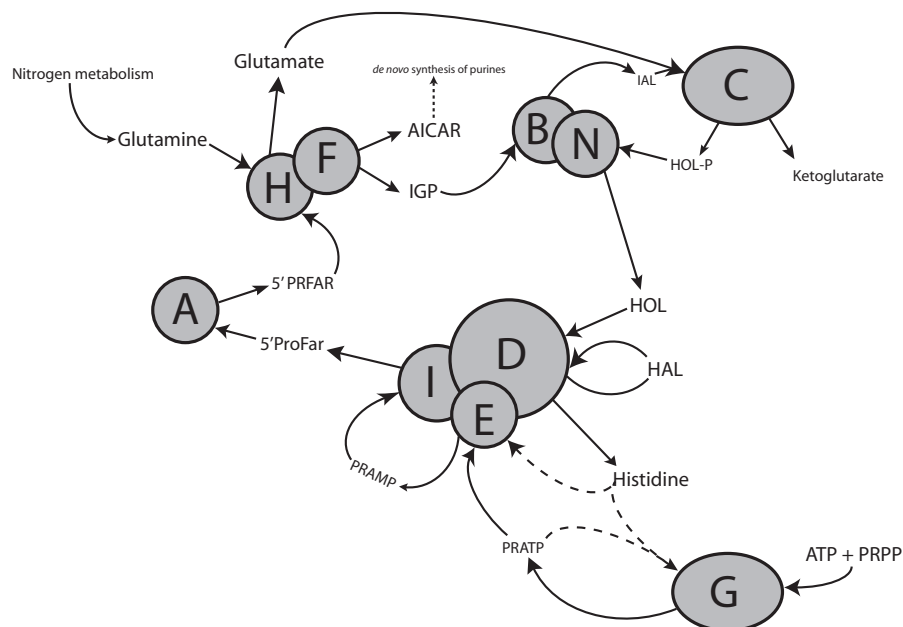 Glutamate
Nitrogen metabolism
de novo synthesis of purines
IAL
C
Glutamine
AICAR
B
N
H
F
HOL-P
Ketoglutarate
IGP
5' PRFAR
A
HOL
5'ProFar
D
I
HAL
E
PRAMP
Histidine
PRATP
ATP + PRPP
G